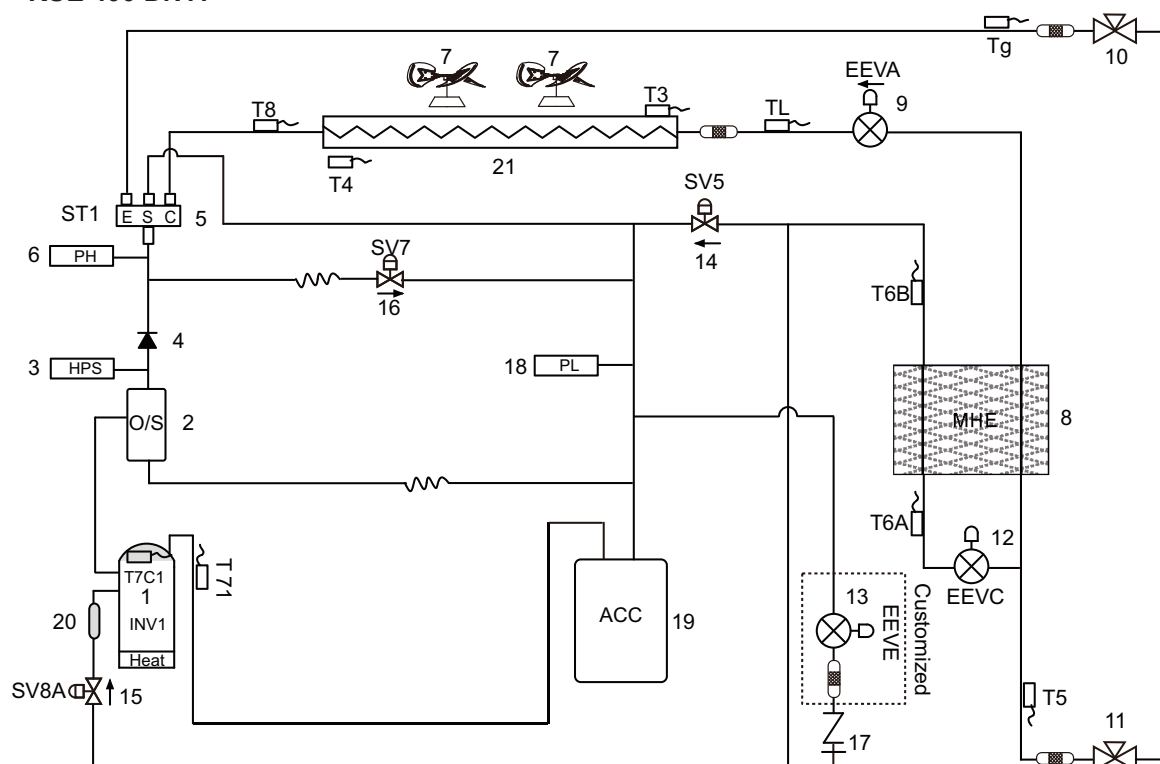 Tg
10
7
7
EEVA
9
T8
T3
TL
21
T4
SV5
ST1
E S C
5
14
6
PH
SV7
16
T6B
4
3
HPS
18
PL
O/S
2
MHE
8
T6A
12
EEVC
T7C1
1
INV1
Heat
T71
20
ACC
19
13
EEVE
Customized
SV8A
15
17
T5
11